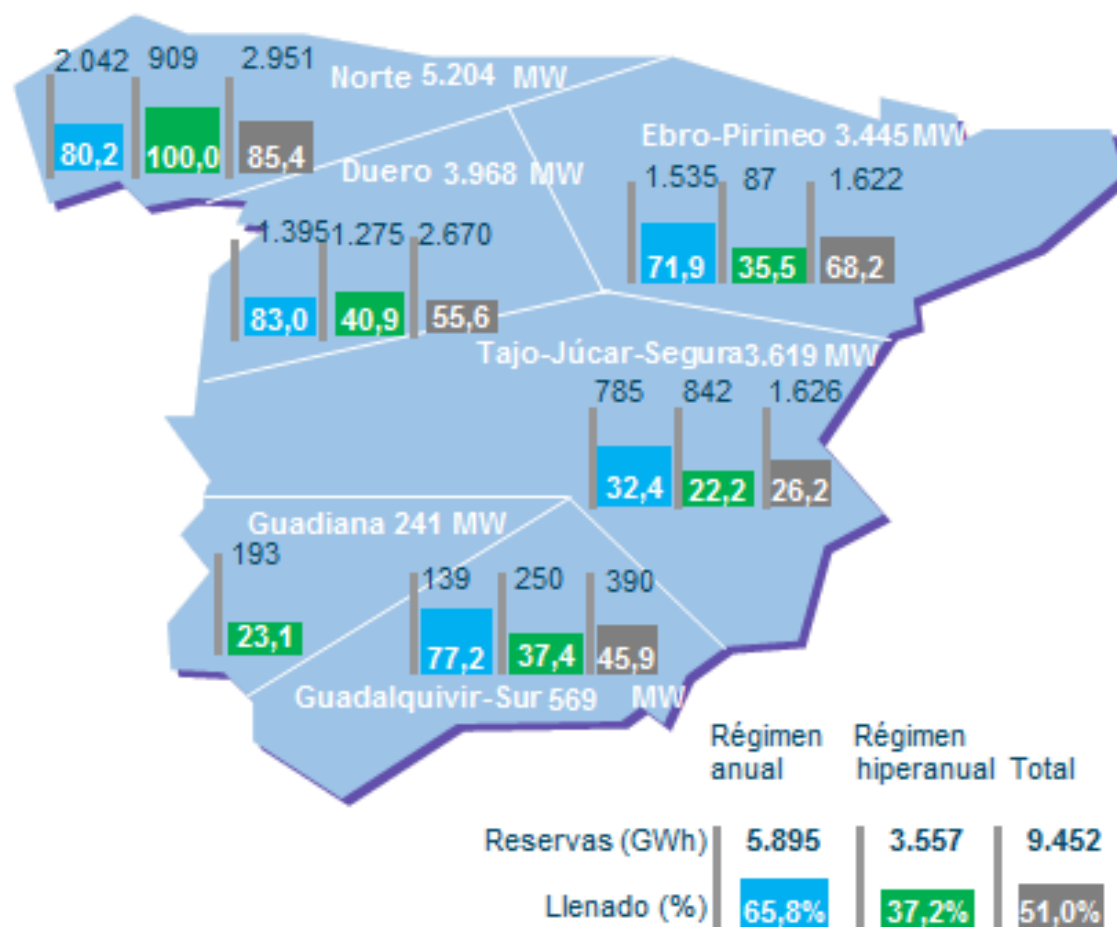 2.042 909 2.951
Norte 5.204 MW
80,2 100,0 85,4
Ebro-Pirineo 3.445 MW
Duero 3.968 MW
1.535 87 1.622
71,9 35,5 68,2
1.395 1.275 2.670
83,0 40,9 55,6
Tajo-Júcar-Segura 3.619 MW
785 842 1.626
32,4 22,2 26,2
Guadiana 241 MW
193
23,1
139 250 390
77,2 37,4 45,9
Guadalquivir-Sur 569 MW
Régimen anual
Régimen hiperanual
Total
Reservas (GWh) 5.895 3.557 9.452
Llenado (%) 65,8% 37,2% 51,0%